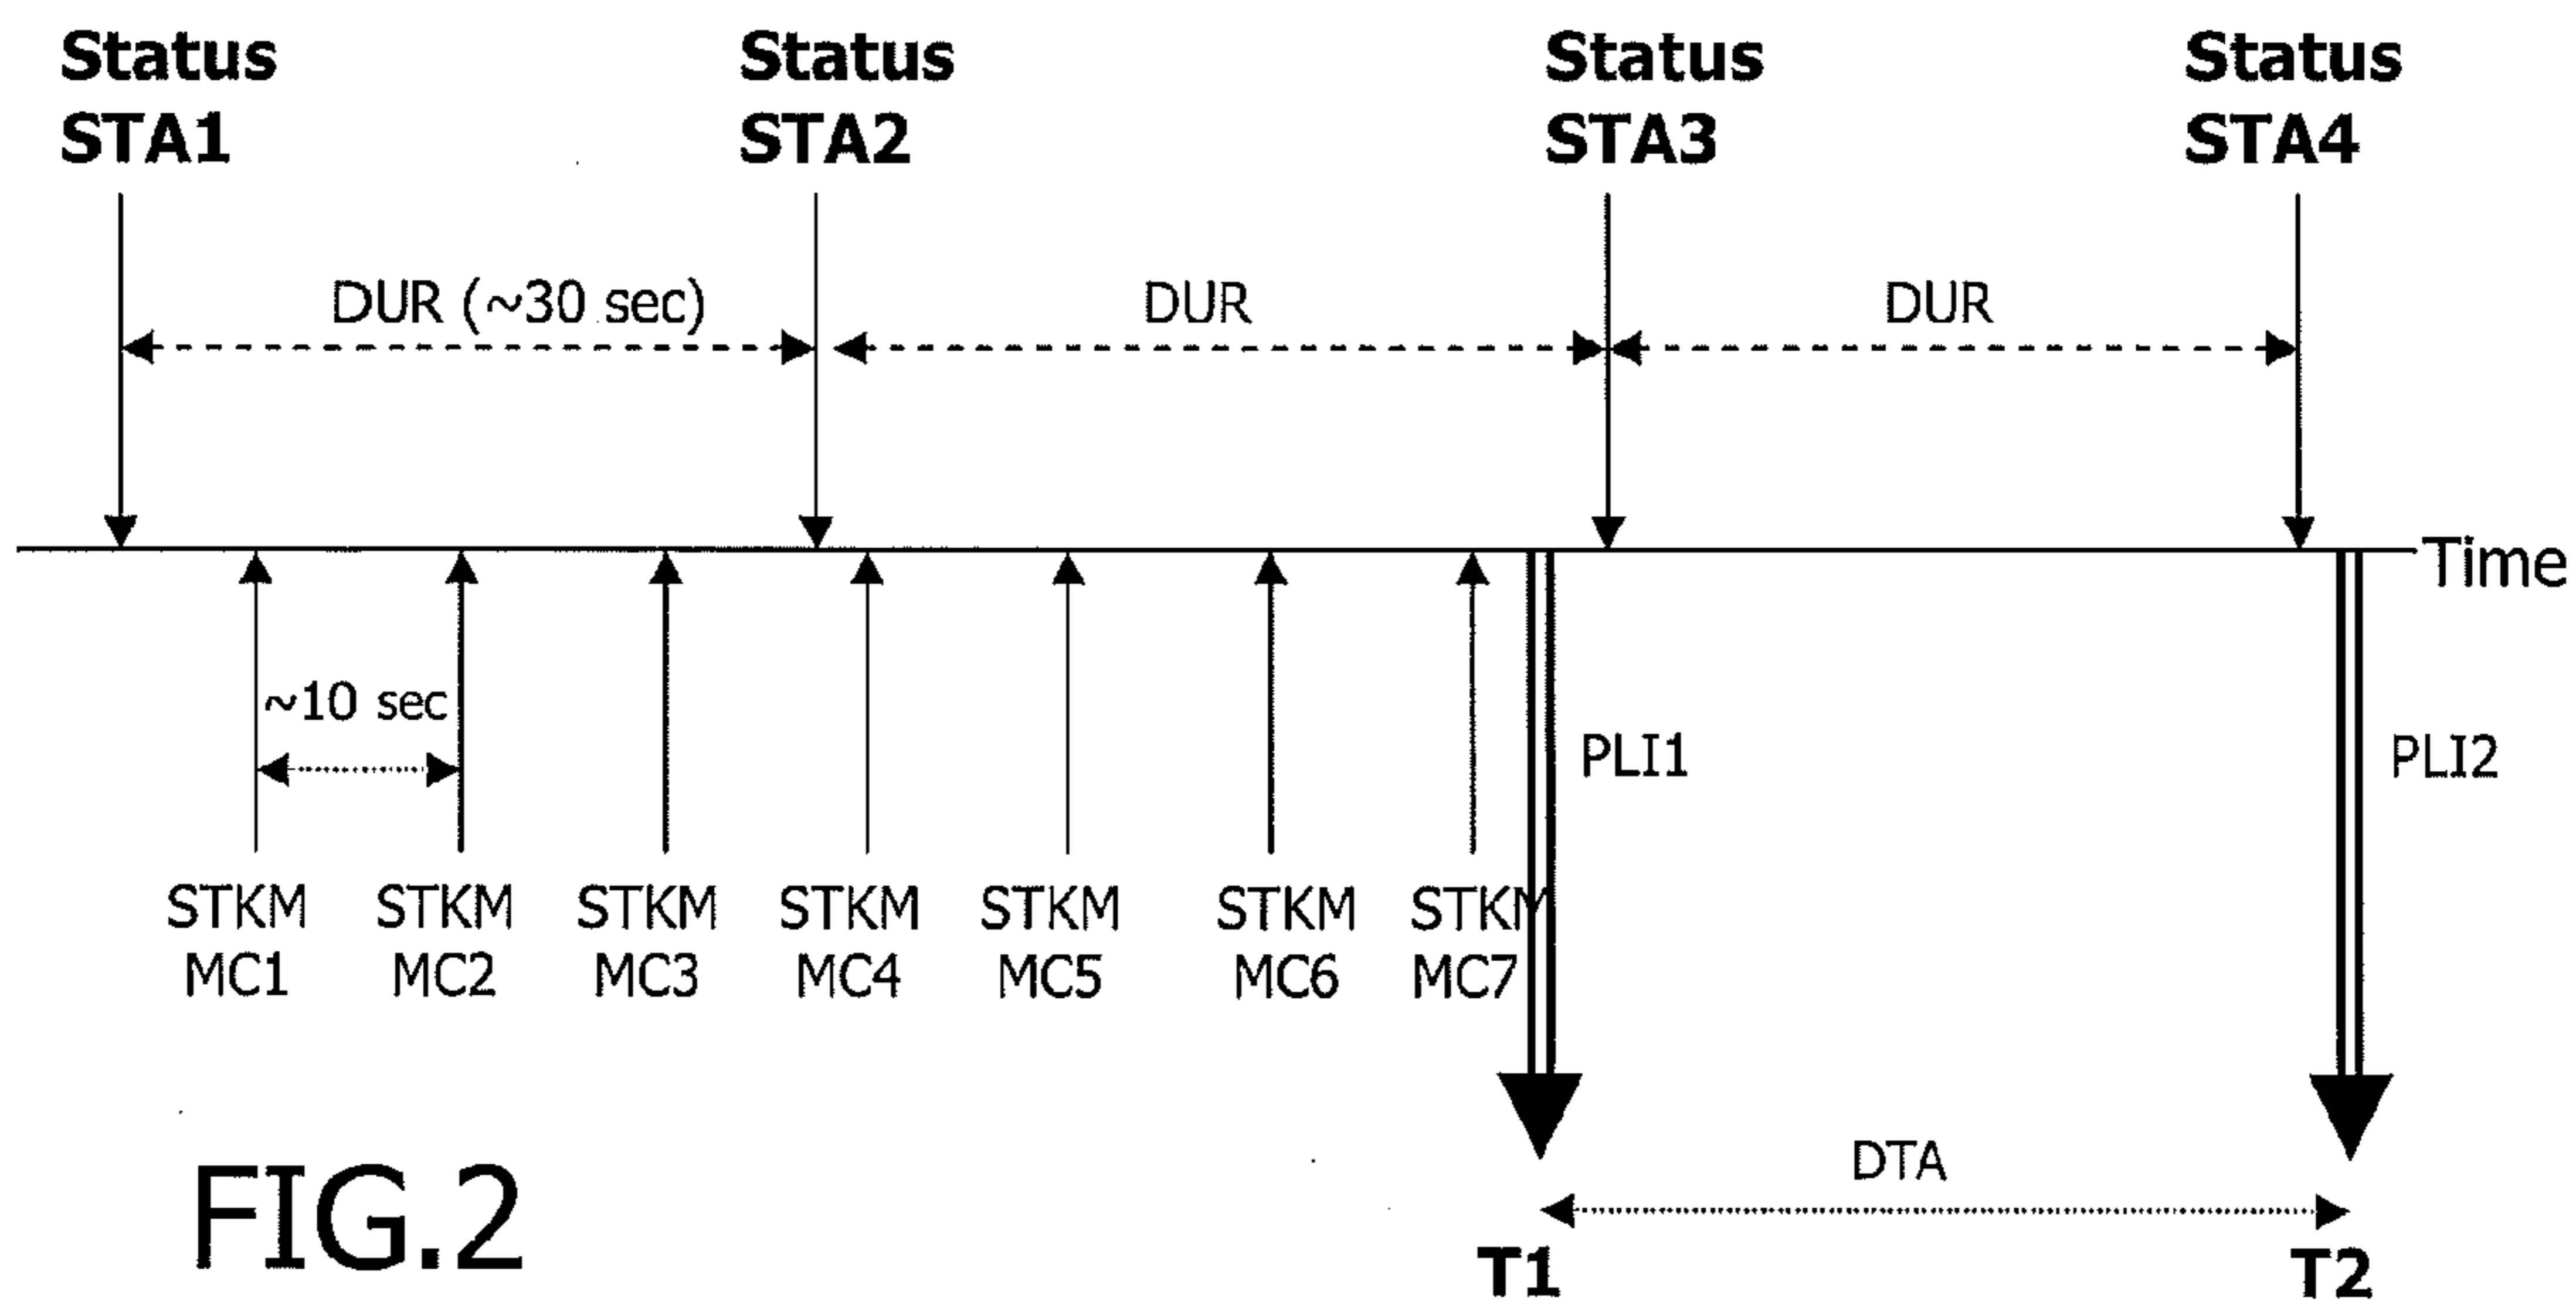 Status
STA1
Status
STA2
Status
STA3
Status
STA4
DUR (~30 sec)
DUR
DUR
Time
~10 sec
PLI1
PLI2
STKM
MC1
STKM
MC2
STKM
MC3
STKM
MC4
STKM
MC5
STKM
MC6
STKM
MC7
DTA
T1
T2
FIG.2